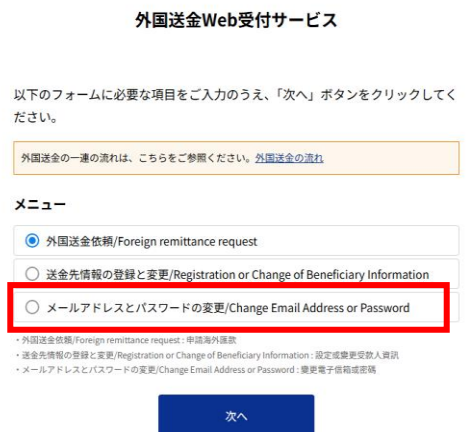 外国送金Web受付サービス
以下のフォームに必要な項目をご入力のうえ、「次へ」ボタンをクリックしてく
ださい。
外国送金の一連の流れは、こちらをご参照ください。外国送金の流れ
メニュー
外国送金依頼/Foreign remittance request
送金先情報の登録と変更/Registration or Change of Beneficiary Information
メールアドレスとパスワードの変更/Change Email Address or Password
・外国送金依頼/Foreign remittance request : 申請海外匯款
・送金先情報の登録と変更/Registration or Change of Beneficiary Information : 設定或變更受款人資訊
・メールアドレスとパスワードの変更/Change Email Address or Password : 變更電子信箱或密碼
次へ